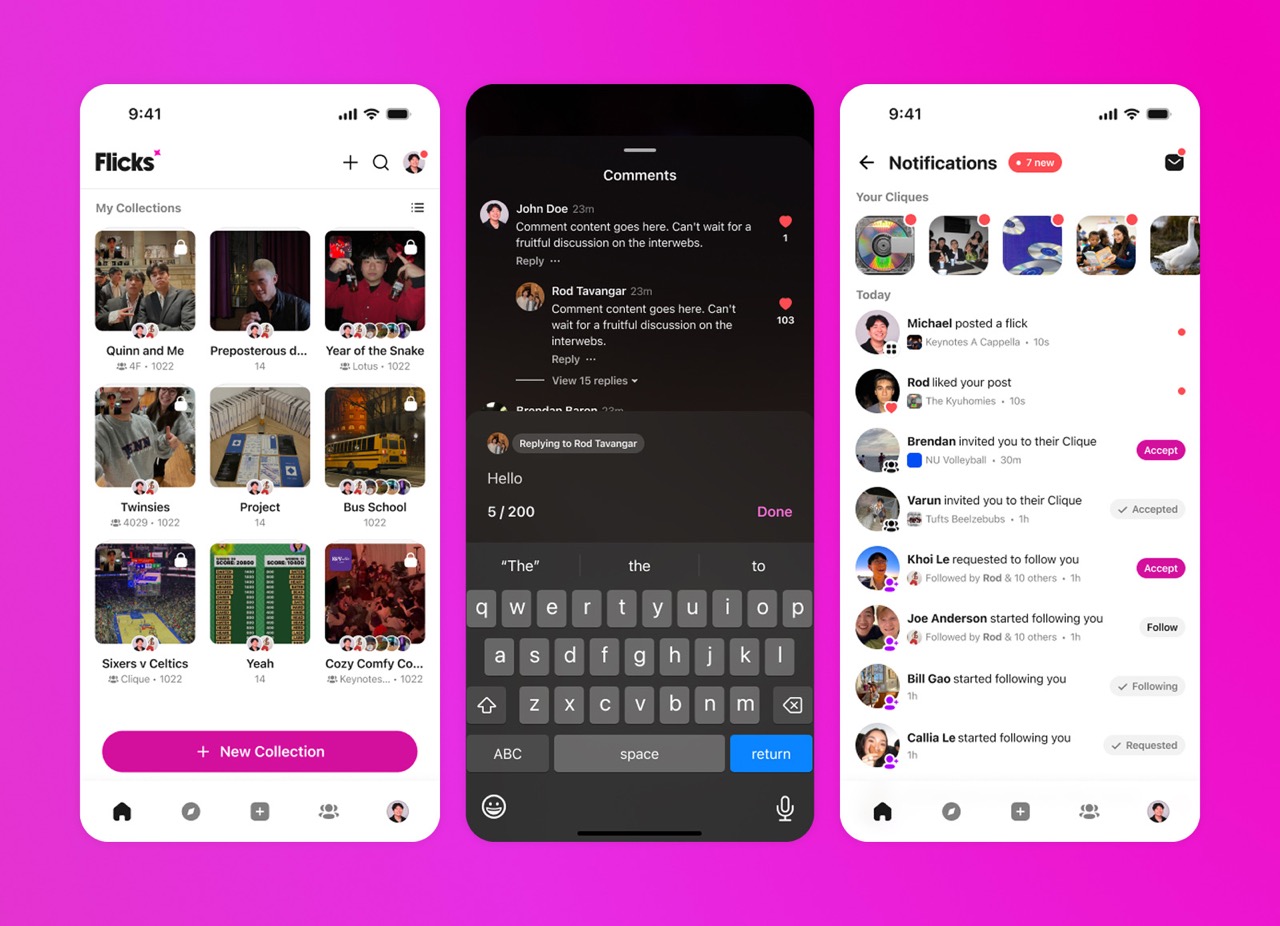 9:41
Flicks
My Collections
Quinn and Me
4F • 1022
Preposterous d...
14
Year of the Snake
Lotus • 1022
PENN
Twinsies
4029 • 1022
Project
14
Bus School
1022
SCORE: 20800
SCORE: 10400
Sixers v Celtics
Clique • 1022
Yeah
14
Cozy Comfy Co...
Keynotes... • 1022
+ New Collection
Comments
John Doe 23m
Comment content goes here. Can't wait for a
fruitful discussion on the interwebs.
Reply ···
1
Rod Tavangar 23m
Comment content goes here. Can't
wait for a fruitful discussion on the
interwebs.
Reply ···
103
View 15 replies
Brendan Baron 23m
Replying to Rod Tavangar
Hello
5 / 200
Done
“The”
the
to
q w e r t y u i o p
a s d f g h j k l
z x c v b n m
ABC
space
return
9:41
Notifications
• 7 new
Your Cliques
Today
Michael posted a flick
Keynotes A Cappella • 10s
Rod liked your post
The Kyuhomies • 10s
Brendan invited you to their Clique
NU Volleyball • 30m
Accept
Varun invited you to their Clique
Tufts Beelzebubs • 1h
Accepted
Khoi Le requested to follow you
Followed by Rod & 10 others • 1h
Accept
Joe Anderson started following you
Followed by Rod & 10 others • 1h
Follow
Bill Gao started following you
1h
Following
Callia Le started following you
1h
Requested